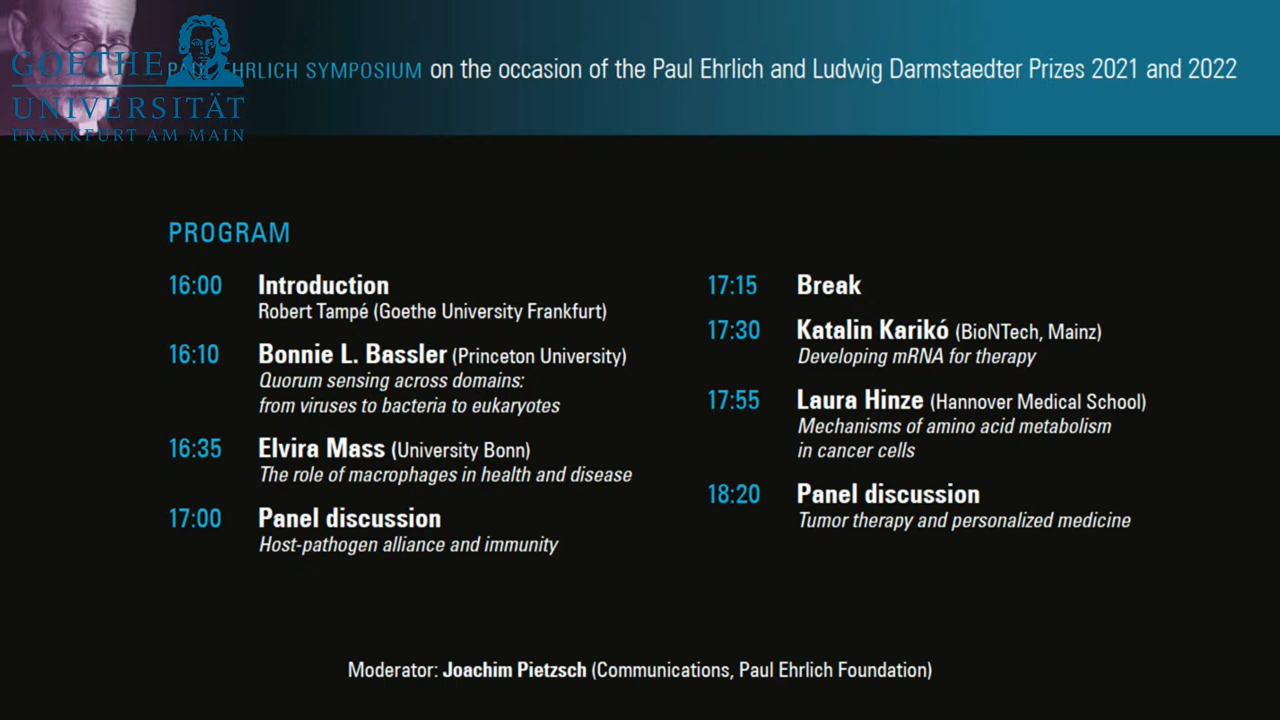 GOETHE
UNIVERSITÄT
FRANKFURT AM MAIN
PAUL EHRLICH SYMPOSIUM on the occasion of the Paul Ehrlich and Ludwig Darmstaedter Prizes 2021 and 2022
PROGRAM
16:00 Introduction
Robert Tampé (Goethe University Frankfurt)
16:10 Bonnie L. Bassler (Princeton University)
Quorum sensing across domains:
from viruses to bacteria to eukaryotes
16:35 Elvira Mass (University Bonn)
The role of macrophages in health and disease
17:00 Panel discussion
Host-pathogen alliance and immunity
17:15 Break
17:30 Katalin Karikó (BioNTech, Mainz)
Developing mRNA for therapy
17:55 Laura Hinze (Hannover Medical School)
Mechanisms of amino acid metabolism
in cancer cells
18:20 Panel discussion
Tumor therapy and personalized medicine
Moderator: Joachim Pietzsch (Communications, Paul Ehrlich Foundation)